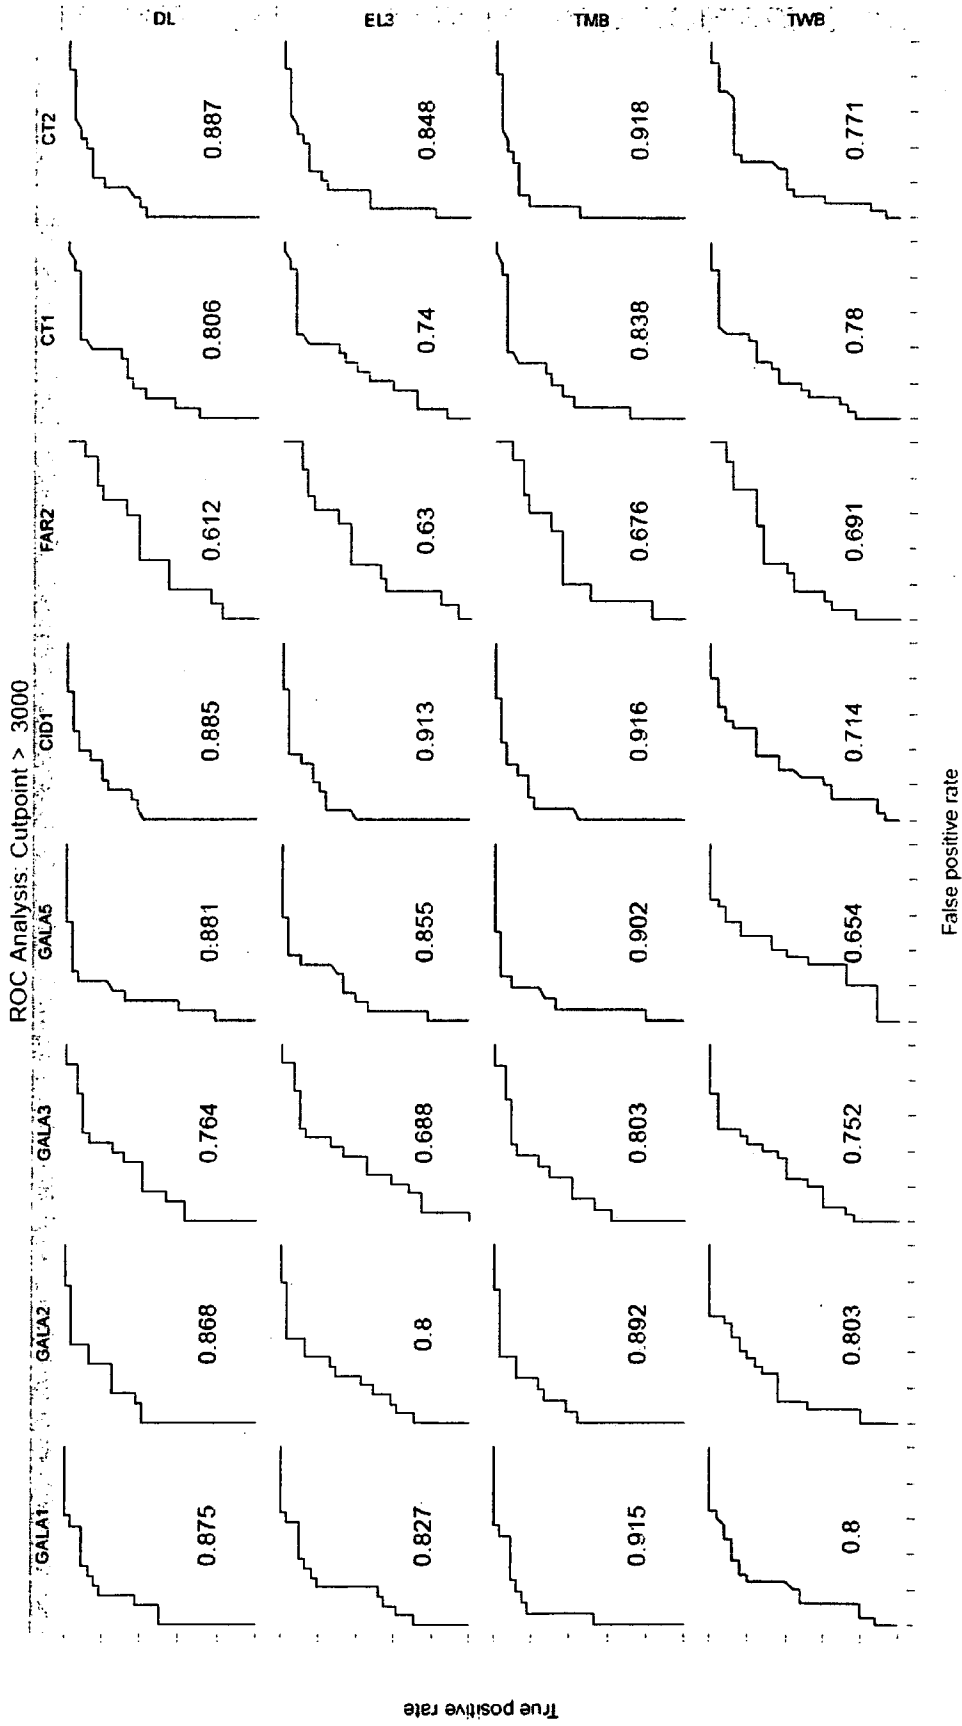 ROC Analysis: Cutpoint > 3000
GALA1 GALA2 GALA3 GALA5 CID1 FAR2 CT1 CT2
0.875 0.868 0.764 0.881 0.885 0.612 0.806 0.887 DL
0.827 0.8 0.688 0.855 0.913 0.63 0.74 0.848 EL3
0.915 0.892 0.803 0.902 0.916 0.676 0.838 0.918 TMB
0.8 0.803 0.752 0.654 0.714 0.691 0.78 0.771 TWB
True positive rate
False positive rate